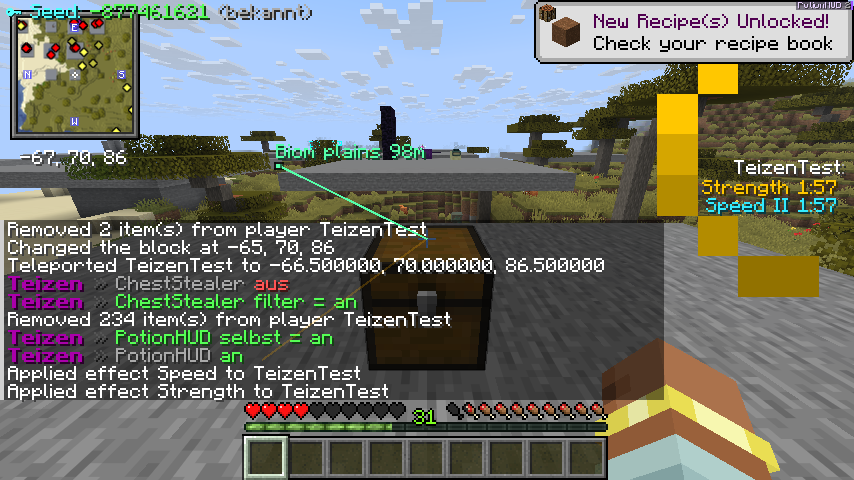 Seed -877461621 (bekannt)
PotionHUD 2
New Recipe(s) Unlocked!
Check your recipe book
E
N
S
W
-67, 70, 86
Biom plains 98m
TeizenTest
Strength 1:57
Speed II 1:57
Removed 2 item(s) from player TeizenTest
Changed the block at -65, 70, 86
Teleported TeizenTest to -66.500000, 70.000000, 86.500000
Teizen » ChestStealer aus
Teizen » ChestStealer filter = an
Removed 234 item(s) from player TeizenTest
Teizen » PotionHUD selbst = an
Teizen » PotionHUD an
Applied effect Speed to TeizenTest
Applied effect Strength to TeizenTest
31